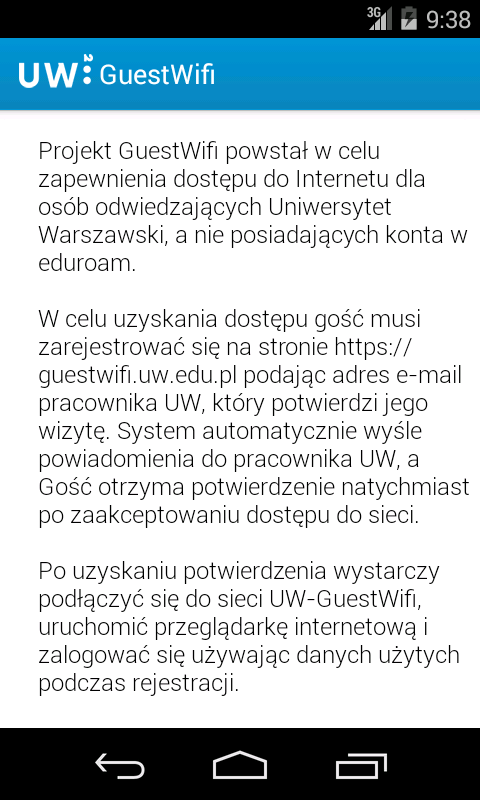 3G 9:38
UW GuestWifi
Projekt GuestWifi powstał w celu
zapewnienia dostępu do Internetu dla
osób odwiedzających Uniwersytet
Warszawski, a nie posiadających konta w
eduroam.
W celu uzyskania dostępu gość musi
zarejestrować się na stronie https://
guestwifi.uw.edu.pl podając adres e-mail
pracownika UW, który potwierdzi jego
wizytę. System automatycznie wyśle
powiadomienia do pracownika UW, a
Gość otrzyma potwierdzenie natychmiast
po zaakceptowaniu dostępu do sieci.
Po uzyskaniu potwierdzenia wystarczy
podłączyć się do sieci UW-GuestWifi,
uruchomić przeglądarkę internetową i
zalogować się używając danych użytych
podczas rejestracji.